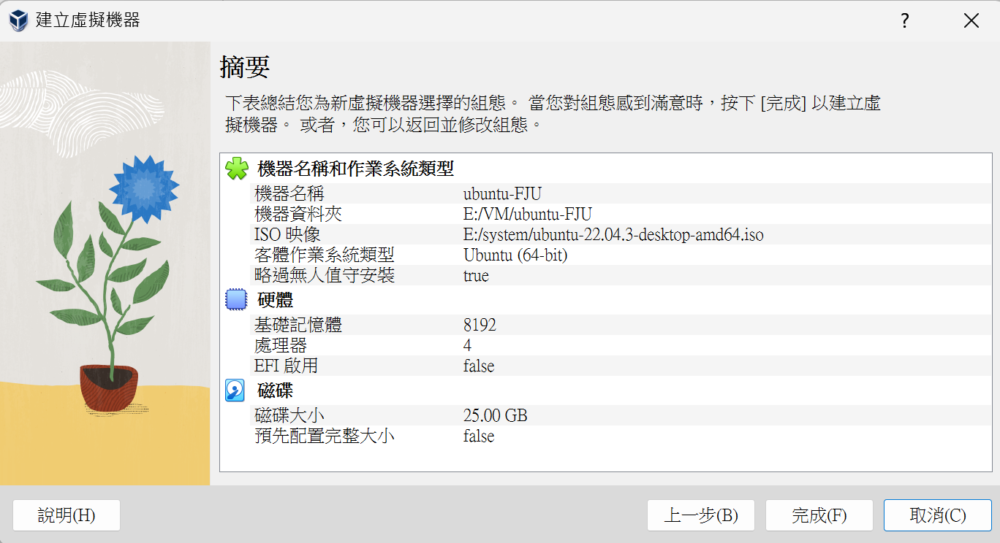 建立虛擬機器
?
摘要
下表總結您為新虛擬機器選擇的組態。 當您對組態感到滿意時，按下 [完成] 以建立虛
擬機器。 或者，您可以返回並修改組態。
機器名稱和作業系統類型
機器名稱 ubuntu-FJU
機器資料夾 E:/VM/ubuntu-FJU
ISO 映像 E:/system/ubuntu-22.04.3-desktop-amd64.iso
客體作業系統類型 Ubuntu (64-bit)
略過無人值守安裝 true
硬體
基礎記憶體 8192
處理器 4
EFI 啟用 false
磁碟
磁碟大小 25.00 GB
預先配置完整大小 false
說明(H) 上一步(B) 完成(F) 取消(C)